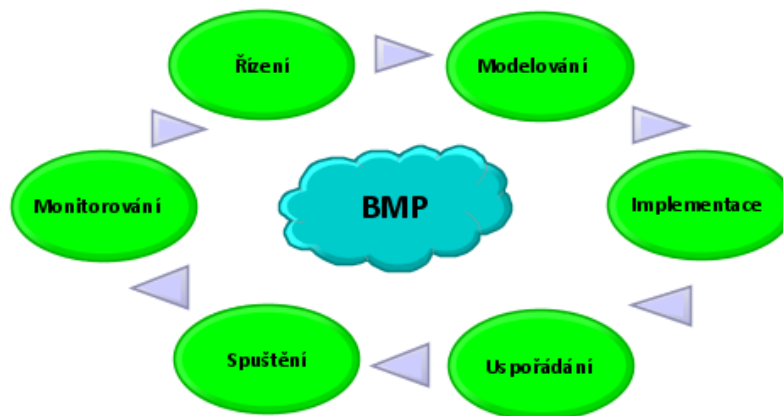 Řízení
Modelování
Monitorování
BMP
Implementace
Spuštění
Uspořádání